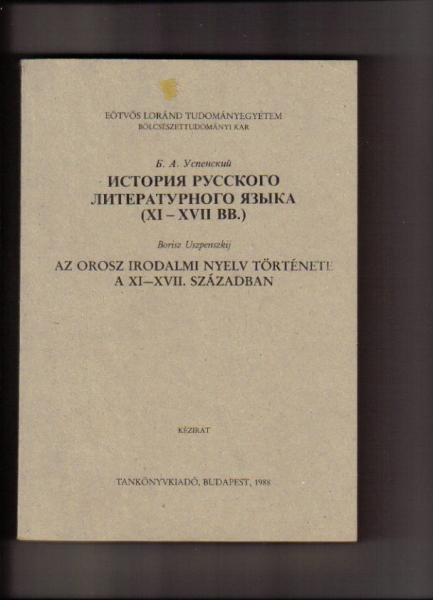 EÖTVÖS LORÁND TUDOMÁNYEGYETEM
BÖLCSÉSZETTUDOMÁNYI KAR
Б. А. Успенский
ИСТОРИЯ РУССКОГО
ЛИТЕРАТУРНОГО ЯЗЫКА
(XI – XVII ВВ.)
Borisz Uszpenszkij
AZ OROSZ IRODALMI NYELV TÖRTÉNETE
A XI—XVII. SZÁZADBAN
KÉZIRAT
TANKÖNYVKIADÓ, BUDAPEST, 1988